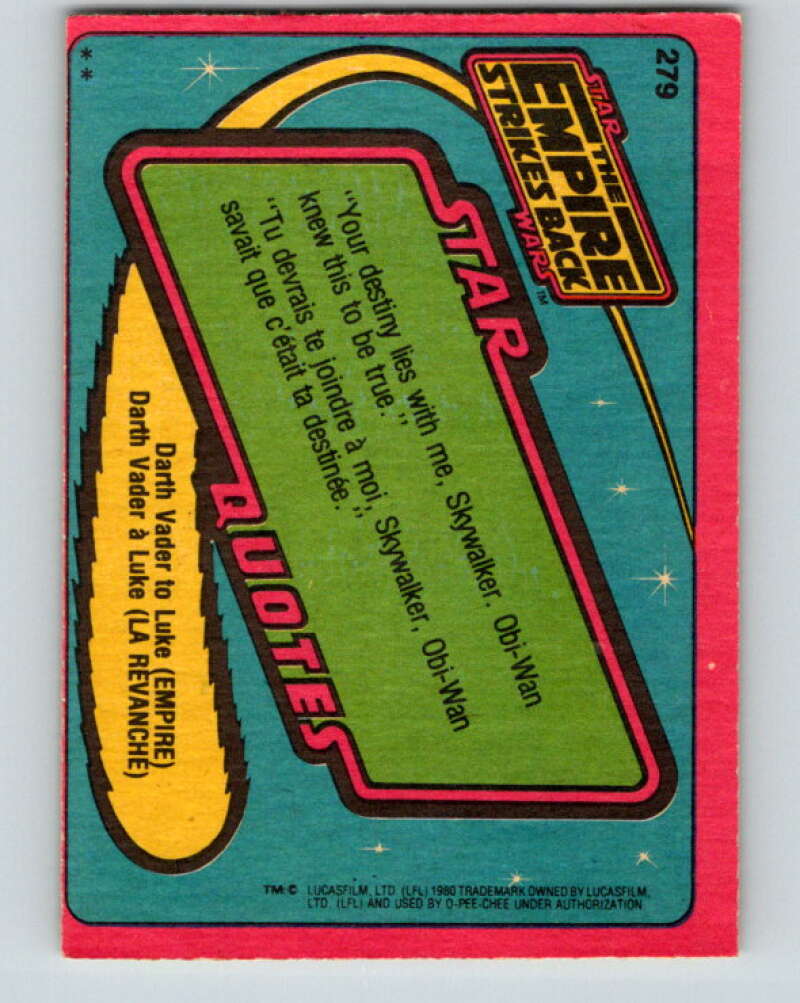 279
STAR
THE
EMPIRE
STRIKES BACK
WARS™
STAR
"Your destiny lies with me, Skywalker. Obi-Wan
knew this to be true."
"Tu devrais te joindre à moi, Skywalker, Obi-Wan
savait que c'était ta destinée."
QUOTES
Darth Vader to Luke (EMPIRE)
Darth Vader à Luke (LA REVANCHE)
* *
TM: © LUCASFILM, LTD (LFL) 1980 TRADEMARK OWNED BY LUCASFILM,
LTD. (LFL) AND USED BY O-PEE-CHEE UNDER AUTHORIZATION